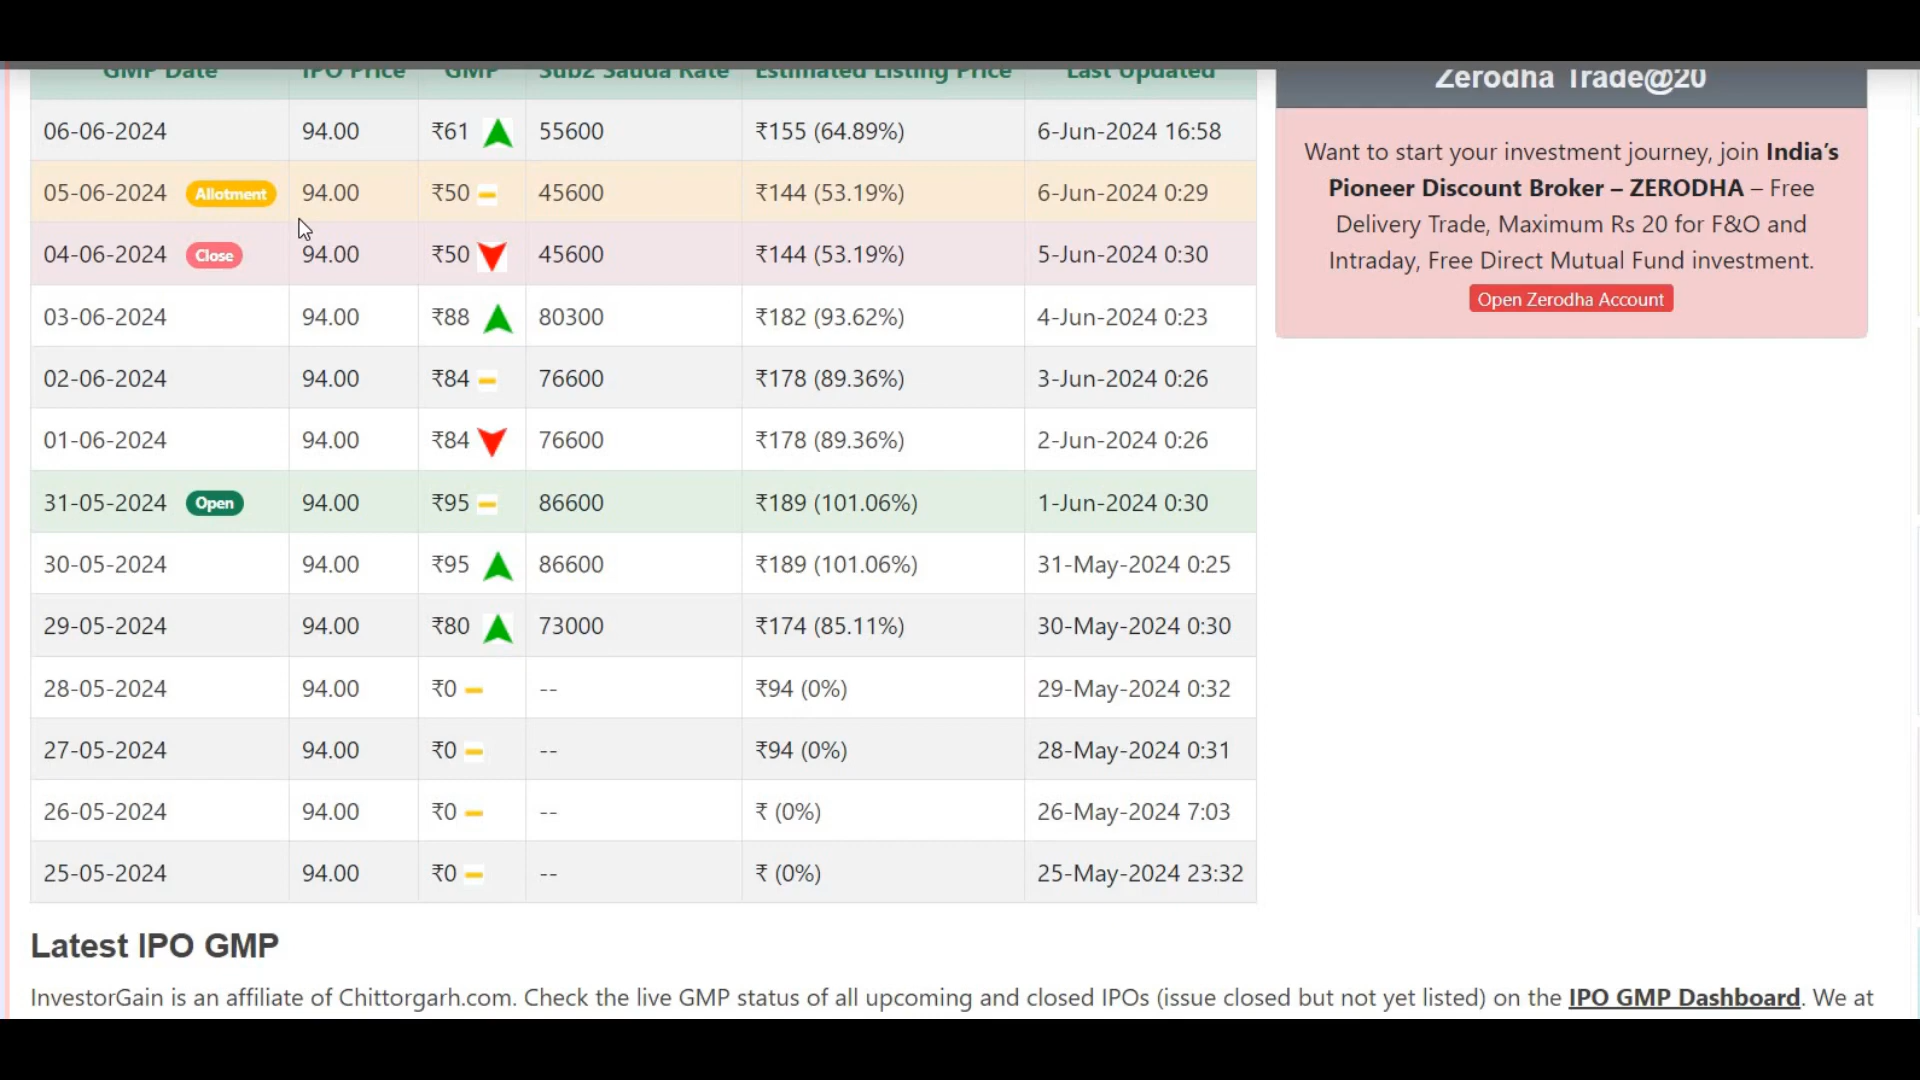 GMP Date IPO Price GMP Sub2 Sauda Rate Estimated Listing Price Last Updated
06-06-2024 94.00 ₹61 55600 ₹155 (64.89%) 6-Jun-2024 16:58
05-06-2024 Allotment 94.00 ₹50 45600 ₹144 (53.19%) 6-Jun-2024 0:29
04-06-2024 Close 94.00 ₹50 45600 ₹144 (53.19%) 5-Jun-2024 0:30
03-06-2024 94.00 ₹88 80300 ₹182 (93.62%) 4-Jun-2024 0:23
02-06-2024 94.00 ₹84 76600 ₹178 (89.36%) 3-Jun-2024 0:26
01-06-2024 94.00 ₹84 76600 ₹178 (89.36%) 2-Jun-2024 0:26
31-05-2024 Open 94.00 ₹95 86600 ₹189 (101.06%) 1-Jun-2024 0:30
30-05-2024 94.00 ₹95 86600 ₹189 (101.06%) 31-May-2024 0:25
29-05-2024 94.00 ₹80 73000 ₹174 (85.11%) 30-May-2024 0:30
28-05-2024 94.00 ₹0 -- ₹94 (0%) 29-May-2024 0:32
27-05-2024 94.00 ₹0 -- ₹94 (0%) 28-May-2024 0:31
26-05-2024 94.00 ₹0 -- ₹ (0%) 26-May-2024 7:03
25-05-2024 94.00 ₹0 -- ₹ (0%) 25-May-2024 23:32
Zerodha Trade@20
Want to start your investment journey, join India’s
Pioneer Discount Broker – ZERODHA – Free
Delivery Trade, Maximum Rs 20 for F&O and
Intraday, Free Direct Mutual Fund investment.
Open Zerodha Account
Latest IPO GMP
InvestorGain is an affiliate of Chittorgarh.com. Check the live GMP status of all upcoming and closed IPOs (issue closed but not yet listed) on the IPO GMP Dashboard. We at